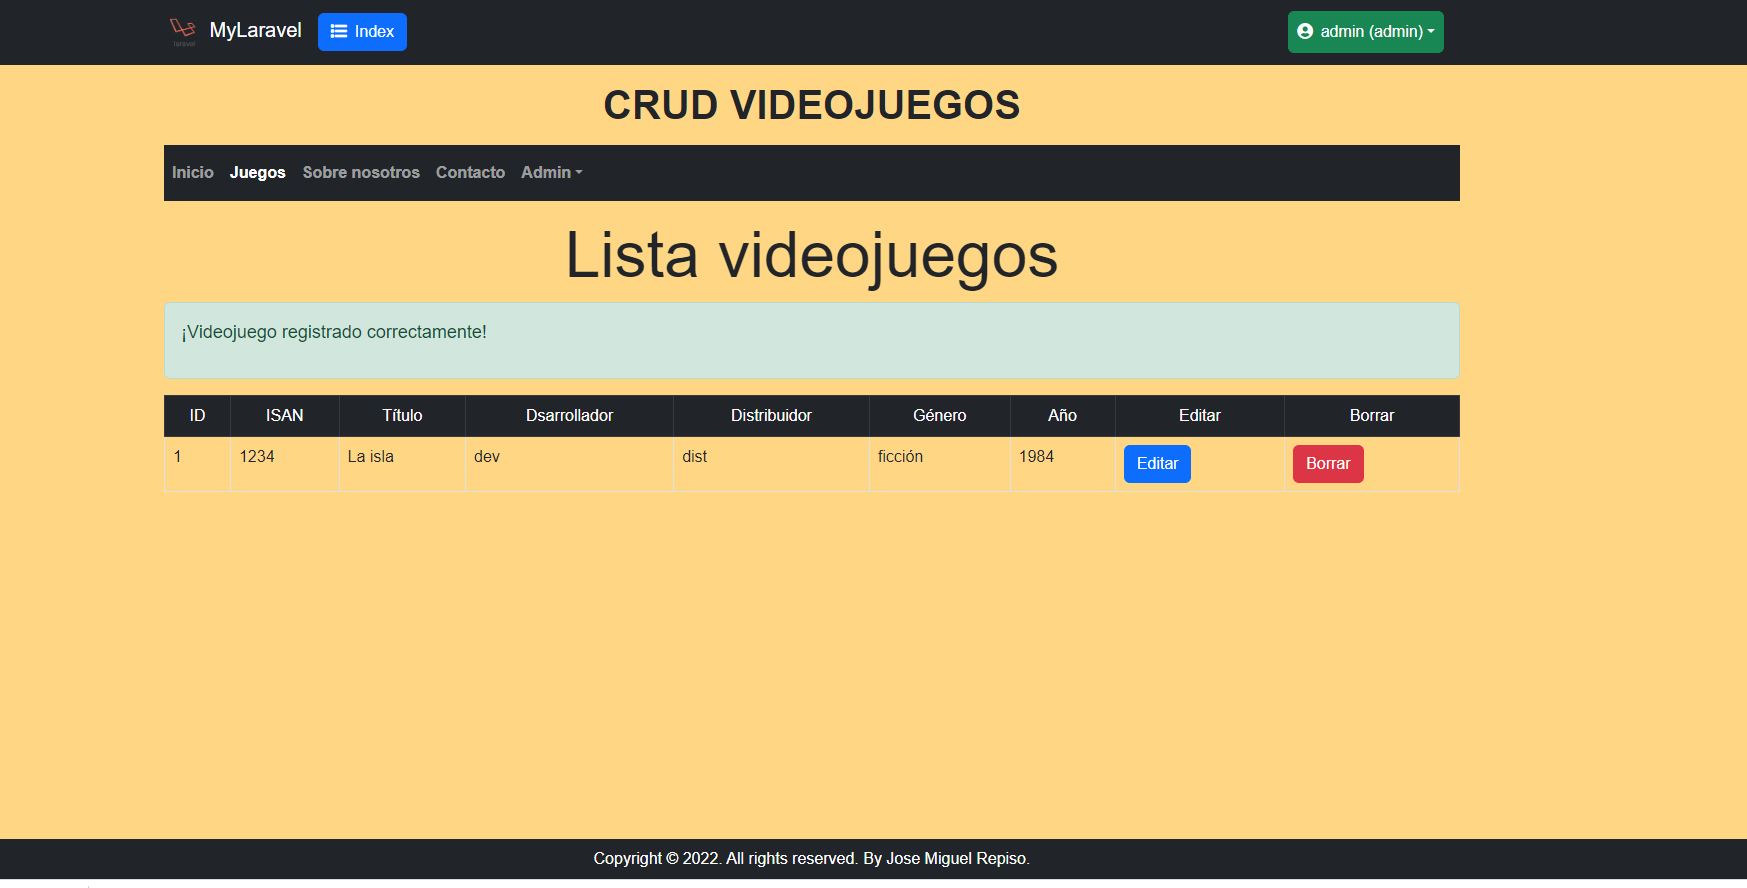 laravel MyLaravel Index admin (admin)
CRUD VIDEOJUEGOS
Inicio Juegos Sobre nosotros Contacto Admin
Lista videojuegos
¡Videojuego registrado correctamente!
ID ISAN Título Dsarrollador Distribuidor Género Año Editar Borrar
1 1234 La isla dev dist ficción 1984 Editar Borrar
Copyright © 2022. All rights reserved. By Jose Miguel Repiso.